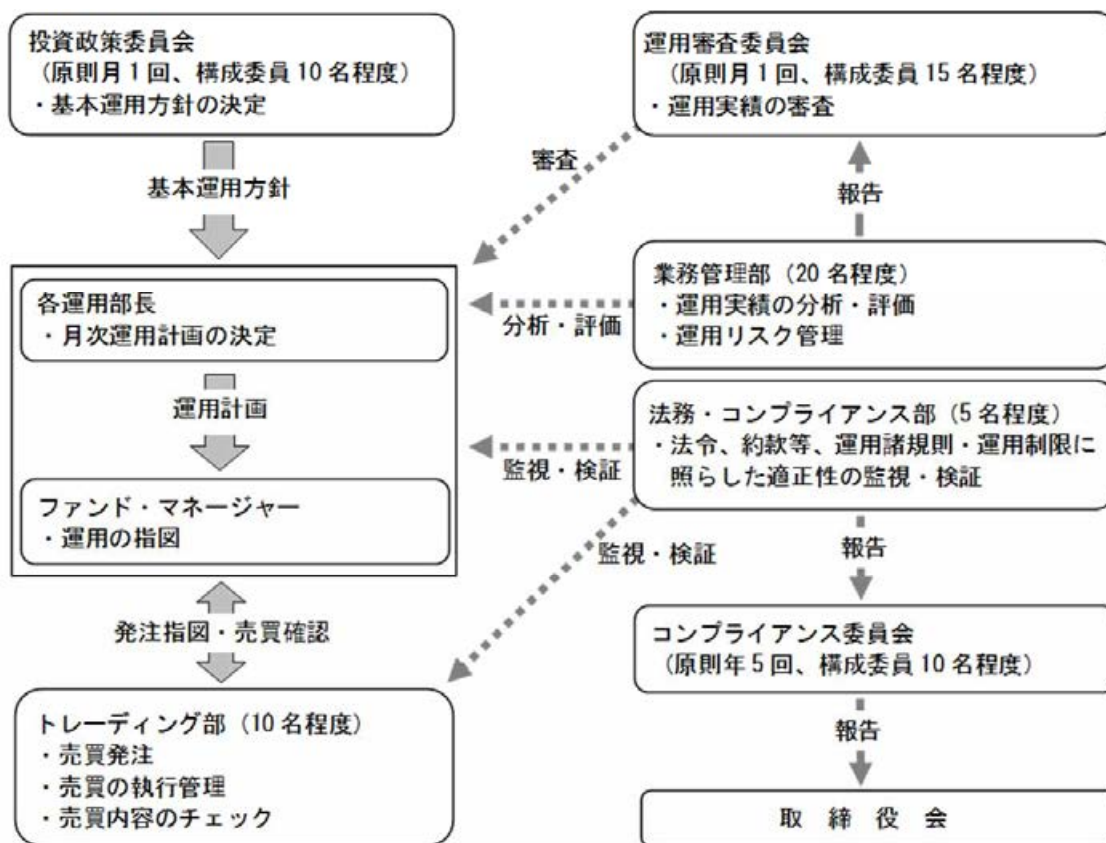 投資政策委員会
(原則月1回、構成委員10名程度)
・基本運用方針の決定
基本運用方針
各運用部長
・月次運用計画の決定
運用計画
ファンド・マネージャー
・運用の指図
発注指図・売買確認
トレーディング部(10名程度)
・売買発注
・売買の執行管理
・売買内容のチェック
運用審査委員会
(原則月1回、構成委員15名程度)
・運用実績の審査
審査
報告
業務管理部(20名程度)
・運用実績の分析・評価
・運用リスク管理
分析・評価
法務・コンプライアンス部(5名程度)
・法令、約款等、運用諸規則・運用制限に
照らした適正性の監視・検証
監視・検証
監視・検証
報告
コンプライアンス委員会
(原則年5回、構成委員10名程度)
報告
取締役会